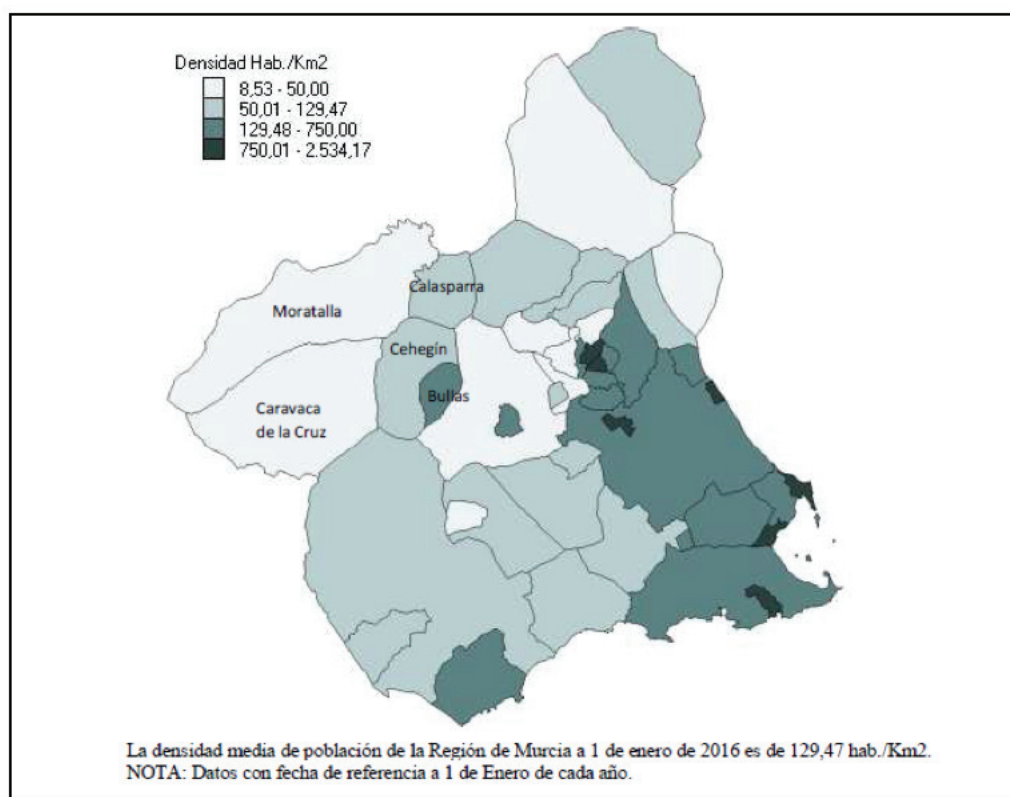 Densidad Hab./Km2
8,53 - 50,00
50,01 - 129,47
129,48 - 750,00
750,01 - 2.534,17
Calasparra
Moratalla
Cehegín
Bullas
Caravaca
de la Cruz
La densidad media de población de la Región de Murcia a 1 de enero de 2016 es de 129,47 hab./Km2.
NOTA: Datos con fecha de referencia a 1 de Enero de cada año.